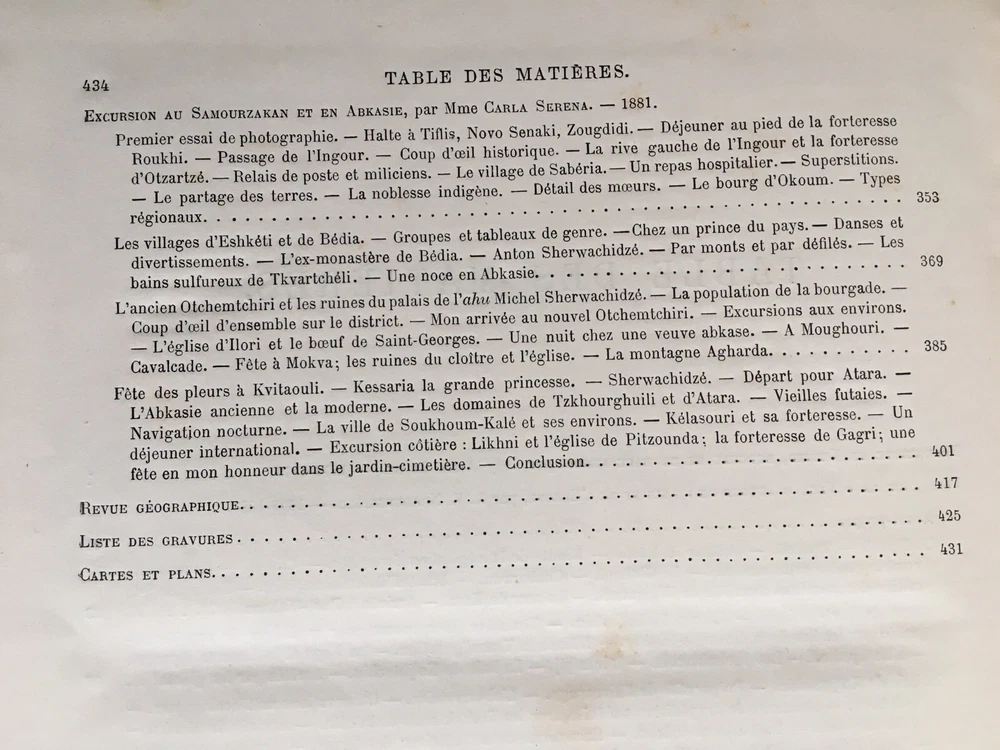 434
TABLE DES MATIÈRES.
EXCURSION AU SAMOURZAKAN ET EN ABKASIE, par Mme CARLA SERENA. — 1881.
Premier essai de photographie. — Halte à Tiflis, Novo Senaki, Zougdidi. — Déjeuner au pied de la forteresse
Roukhi. — Passage de l'Ingour. — Coup d'œil historique. — La rive gauche de l'Ingour et la forteresse
d'Otzartzé. — Relais de poste et miliciens. — Le village de Sabéria. — Un repas hospitalier. — Superstitions.
— Le partage des terres. — La noblesse indigène. — Détail des mœurs. — Le bourg d'Okoum. — Types
régionaux. . . . . . . . . . . . . . . . . . . . . . . . . . . . . . . . . . . . 353
Les villages d'Eshkéti et de Bédia. — Groupes et tableaux de genre. — Chez un prince du pays. — Danses et
divertissements. — L'ex-monastère de Bédia. — Anton Sherwachidzé. — Par monts et par défilés. — Les
bains sulfureux de Tkvartchéli. — Une noce en Abkasie. . . . . . . . . . . . . . . . . . 369
L'ancien Otchemtchiri et les ruines du palais de l'ahu Michel Sherwachidzé. — La population de la bourgade. —
Coup d'œil d'ensemble sur le district. — Mon arrivée au nouvel Otchemtchiri. — Excursions aux environs.
— L'église d'Ilori et le bœuf de Saint-Georges. — Une nuit chez une veuve abkase. — A Moughouri. —
Cavalcade. — Fête à Mokva; les ruines du cloître et l'église. — La montagne Agharda. . . . . . . . . . 385
Fête des pleurs à Kvitaouli. — Kessaria la grande princesse. — Sherwachidzé. — Départ pour Atara. —
L'Abkasie ancienne et la moderne. — Les domaines de Tzkhourghuili et d'Atara. — Vieilles futaies. —
Navigation nocturne. — La ville de Soukhoum-Kalé et ses environs. — Kélasouri et sa forteresse. — Un
déjeuner international. — Excursion côtière : Likhni et l'église de Pitzounda; la forteresse de Gagri; une
fête en mon honneur dans le jardin-cimetière. — Conclusion. . . . . . . . . . . . . . . . . 401
REVUE GÉOGRAPHIQUE. . . . . . . . . . . . . . . . . . . . . . . . . . . . . . . . . . 417
LISTE DES GRAVURES . . . . . . . . . . . . . . . . . . . . . . . . . . . . . . . . . . 425
CARTES ET PLANS. . . . . . . . . . . . . . . . . . . . . . . . . . . . . . . . . . . . 431